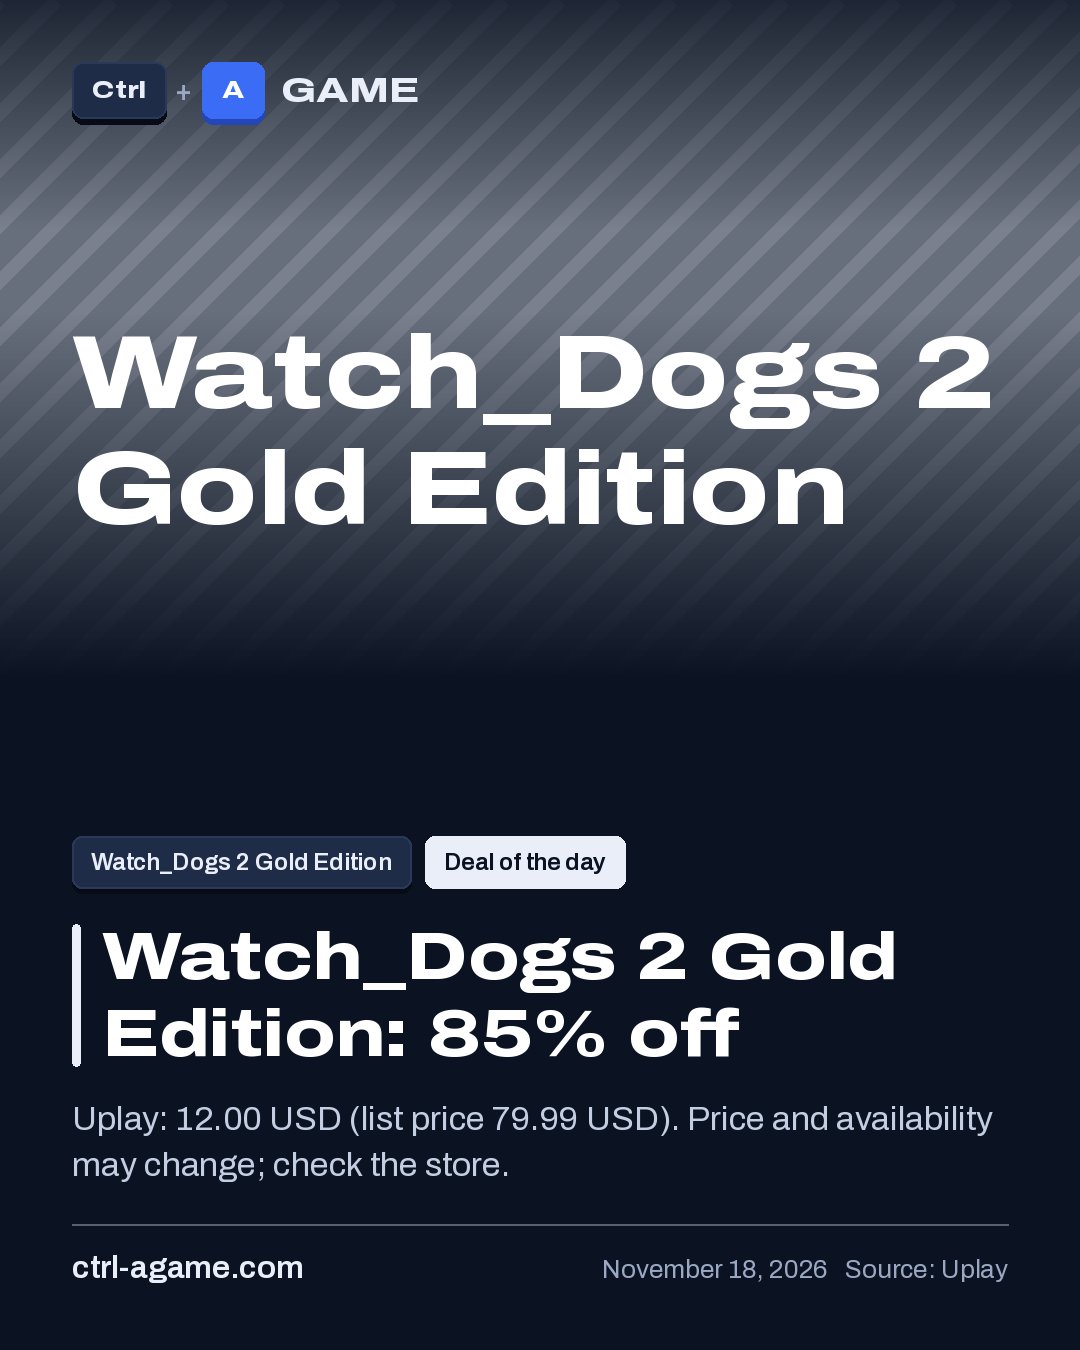 Ctrl + A GAME
Watch_Dogs 2
Gold Edition
Watch_Dogs 2 Gold Edition
Deal of the day
Watch_Dogs 2 Gold
Edition: 85% off
Uplay: 12.00 USD (list price 79.99 USD). Price and availability
may change; check the store.
ctrl-agame.com
November 18, 2026 Source: Uplay